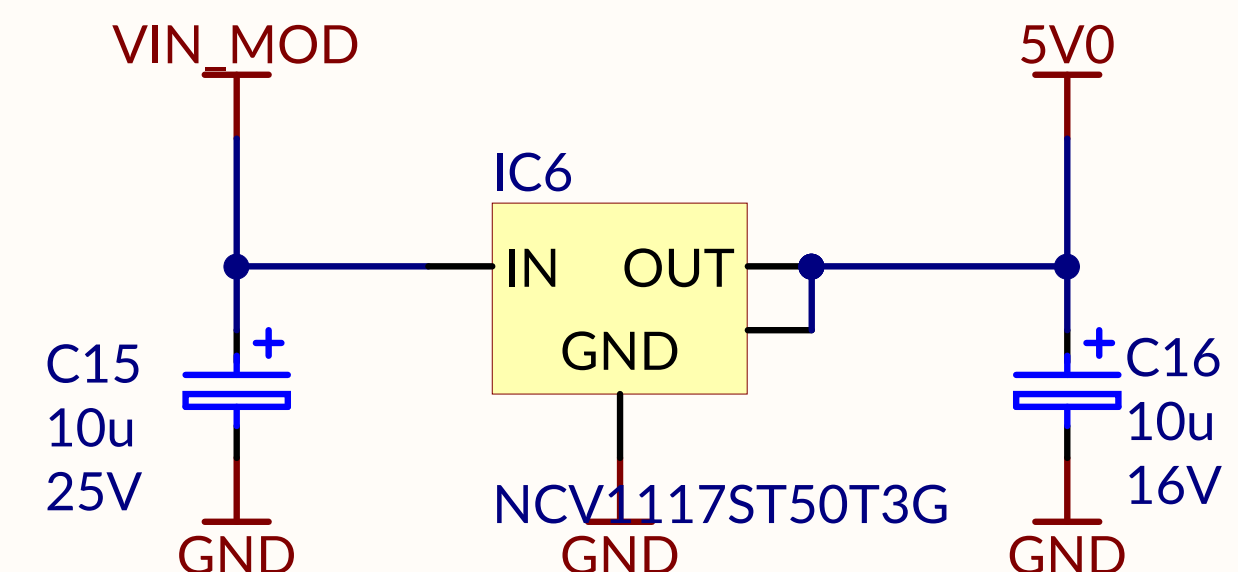 VIN_MOD
5V0
IC6
IN
OUT
GND
+
C15
10u
25V
+
C16
10u
16V
NCV1117ST50T3G
GND
GND
GND